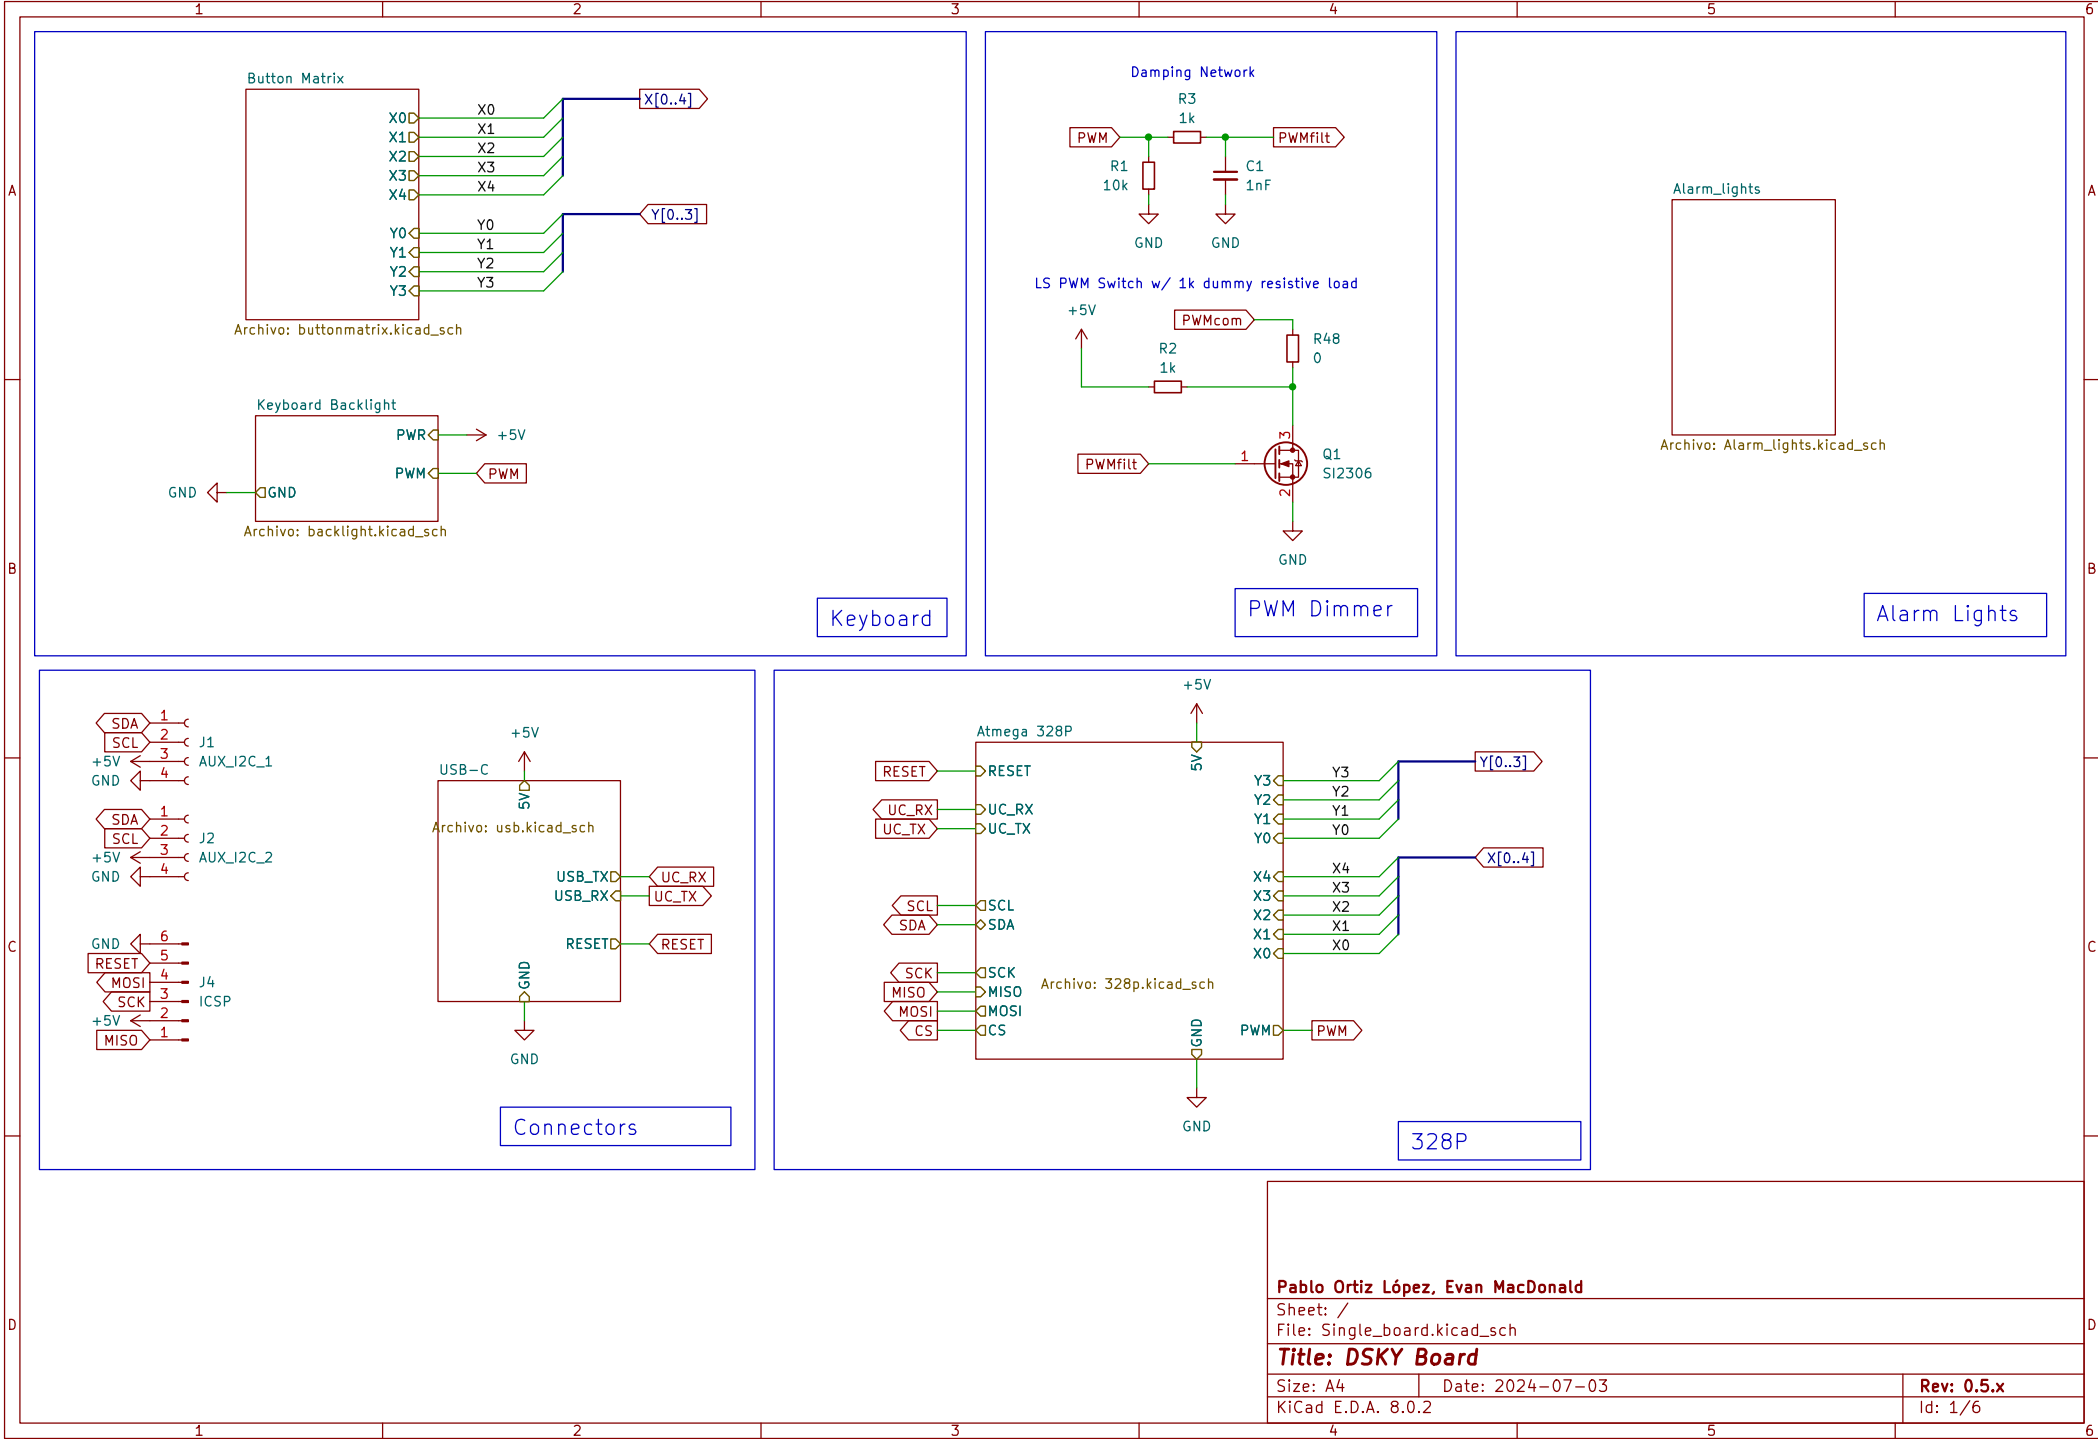 1 2 3 4 5 6
A A
B B
C C
D D
Button Matrix
X0 X0
X1 X1
X2 X2
X3 X3
X4 X4
X[0..4]
Y0 Y0
Y1 Y1
Y2 Y2
Y3 Y3
Y[0..3]
Archivo: buttonmatrix.kicad_sch
Keyboard Backlight
PWR +5V
PWM PWM
GND GND
Archivo: backlight.kicad_sch
Keyboard
Damping Network
R3
1k
PWM
PWMfilt
R1
10k
C1
1nF
GND GND
LS PWM Switch w/ 1k dummy resistive load
+5V
PWMcom
R48
0
R2
1k
PWMfilt
1
3
2
Q1
SI2306
GND
PWM Dimmer
Alarm_lights
Archivo: Alarm_lights.kicad_sch
Alarm Lights
SDA 1
SCL 2
+5V 3
GND 4
J1
AUX_I2C_1
SDA 1
SCL 2
+5V 3
GND 4
J2
AUX_I2C_2
GND 6
RESET 5
MOSI 4
SCK 3
+5V 2
MISO 1
J4
ICSP
+5V
USB-C
5V
Archivo: usb.kicad_sch
USB_TX UC_RX
USB_RX UC_TX
RESET RESET
GND
GND
Connectors
+5V
Atmega 328P
5V
RESET RESET
UC_RX UC_RX
UC_TX UC_TX
SCL SCL
SDA SDA
SCK SCK
MISO MISO
MOSI MOSI
CS CS
Archivo: 328p.kicad_sch
Y3 Y3
Y2 Y2
Y1 Y1
Y0 Y0
Y[0..3]
X4 X4
X3 X3
X2 X2
X1 X1
X0 X0
X[0..4]
PWM PWM
GND
GND
328P
Pablo Ortiz López, Evan MacDonald
Sheet: /
File: Single_board.kicad_sch
Title: DSKY Board
Size: A4 Date: 2024-07-03 Rev: 0.5.x
KiCad E.D.A. 8.0.2 Id: 1/6
1 2 3 4 5 6